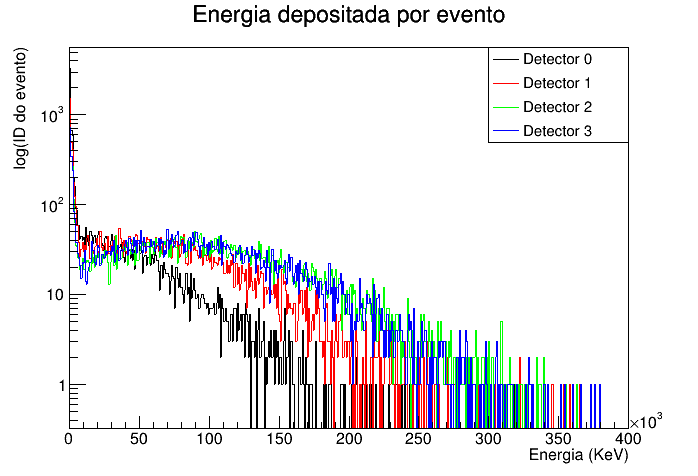 Energia depositada por evento
log(ID do evento)
Detector 0
Detector 1
Detector 2
Detector 3
10³
10²
10
1
0 50 100 150 200 250 300 350 400
×10³
Energia (KeV)